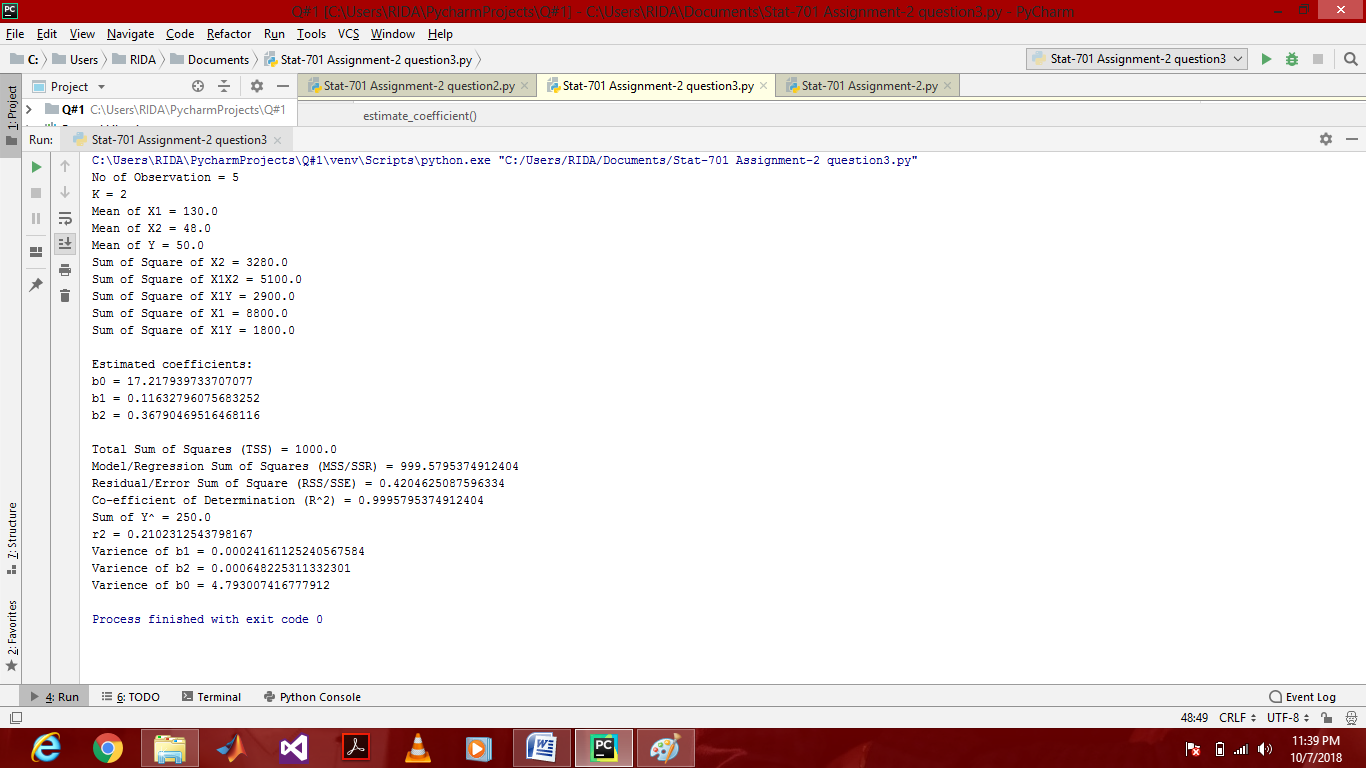 Q#1 [C:\Users\RIDA\PycharmProjects\Q#1] - C:\Users\RIDA\Documents\Stat-701 Assignment-2 question3.py - PyCharm
File Edit View Navigate Code Refactor Run Tools VCS Window Help
C: Users RIDA Documents Stat-701 Assignment-2 question3.py Stat-701 Assignment-2 question3
Project Stat-701 Assignment-2 question2.py Stat-701 Assignment-2 question3.py Stat-701 Assignment-2.py
1: Project
Q#1 C:\Users\RIDA\PycharmProjects\Q#1 estimate_coefficient()
Run: Stat-701 Assignment-2 question3
C:\Users\RIDA\PycharmProjects\Q#1\venv\Scripts\python.exe "C:/Users/RIDA/Documents/Stat-701 Assignment-2 question3.py"
No of Observation = 5
K = 2
Mean of X1 = 130.0
Mean of X2 = 48.0
Mean of Y = 50.0
Sum of Square of X2 = 3280.0
Sum of Square of X1X2 = 5100.0
Sum of Square of X1Y = 2900.0
Sum of Square of X1 = 8800.0
Sum of Square of X1Y = 1800.0
Estimated coefficients:
b0 = 17.217939733707077
b1 = 0.11632796075683252
b2 = 0.36790469516468116
Total Sum of Squares (TSS) = 1000.0
Model/Regression Sum of Squares (MSS/SSR) = 999.5795374912404
Residual/Error Sum of Square (RSS/SSE) = 0.4204625087596334
Co-efficient of Determination (R^2) = 0.9995795374912404
Sum of Y^ = 250.0
r2 = 0.2102312543798167
Varience of b1 = 0.00024161125240567584
Varience of b2 = 0.000648225311332301
Varience of b0 = 4.793007416777912
Process finished with exit code 0
7: Structure
2: Favorites
4: Run 6: TODO Terminal Python Console Event Log
48:49 CRLF UTF-8
PC
11:39 PM
10/7/2018